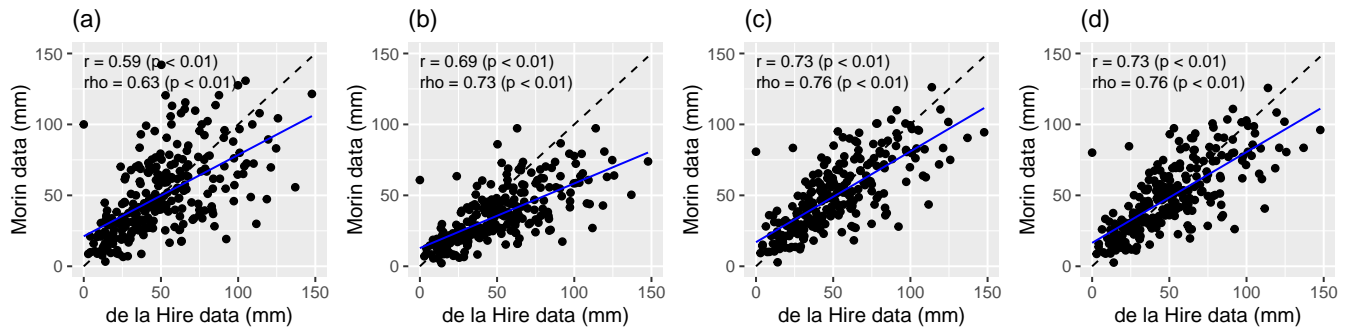 (a)
r = 0.59 (p < 0.01)
rho = 0.63 (p < 0.01)
150
100
50
0
Morin data (mm)
0 50 100 150
de la Hire data (mm)
(b)
r = 0.69 (p < 0.01)
rho = 0.73 (p < 0.01)
150
100
50
0
Morin data (mm)
0 50 100 150
de la Hire data (mm)
(c)
r = 0.73 (p < 0.01)
rho = 0.76 (p < 0.01)
150
100
50
0
Morin data (mm)
0 50 100 150
de la Hire data (mm)
(d)
r = 0.73 (p < 0.01)
rho = 0.76 (p < 0.01)
150
100
50
0
Morin data (mm)
0 50 100 150
de la Hire data (mm)